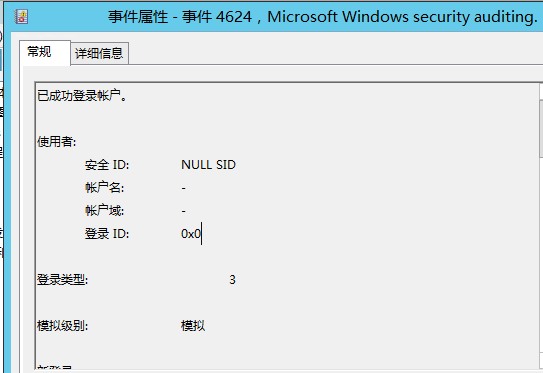 事件属性 - 事件 4624，Microsoft Windows security auditing.
常规 详细信息
已成功登录帐户。
使用者:
安全 ID: NULL SID
帐户名: -
帐户域: -
登录 ID: 0x0
登录类型: 3
模拟级别: 模拟